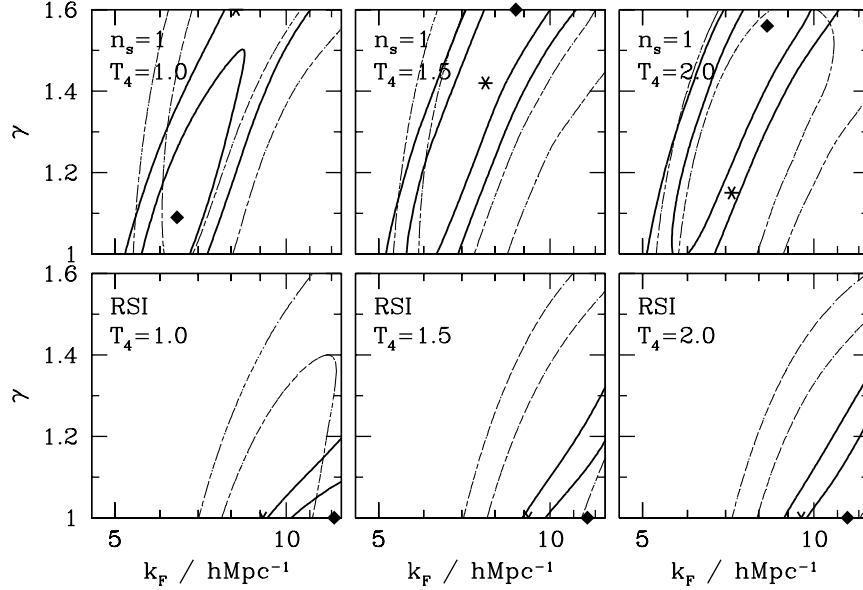 1.6
n_s=1
T_4=1.0
n_s=1
T_4=1.5
n_s=1
T_4=2.0
1.4
γ
1.2
1
1.6
RSI
T_4=1.0
RSI
T_4=1.5
RSI
T_4=2.0
1.4
γ
1.2
1
5 10 5 10 5 10
k_F / hMpc⁻¹ k_F / hMpc⁻¹ k_F / hMpc⁻¹